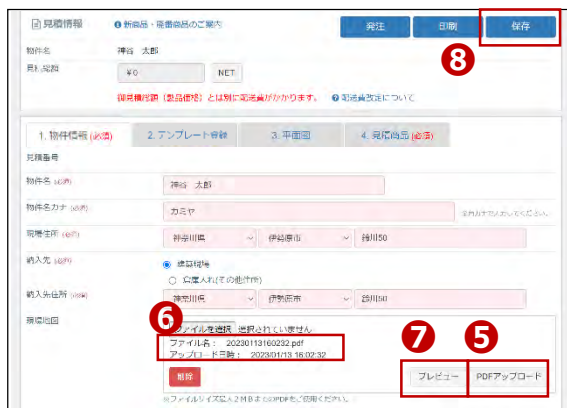 見積情報 新商品・廃番商品のご案内 発注 印刷 保存
8
物件名 神谷 太郎
見積総額 ¥0 NET
御見積総額（製品価格）とは別に配送費がかかります。 配送費改定について
1. 物件情報 (必須) 2. テンプレート登録 3. 平面図 4. 見積商品 (必須)
見積番号
物件名 (必須) 神谷 太郎
物件名カナ (必須) カミヤ 全角カナで入力してください。
現場住所 (必須) 神奈川県 伊勢原市 鈴川50
納入先 (必須) 建築現場
倉庫入れ(その他住所)
納入先住所 (必須) 神奈川県 伊勢原市 鈴川50
6 7 5
現場地図 ファイルを選択 選択されていません
ファイル名： 20230113160232.pdf
アップロード日時： 2023/01/13 16:02:32
削除 プレビュー PDFアップロード
※ファイルサイズ最大2MBまでのPDFをご使用ください。